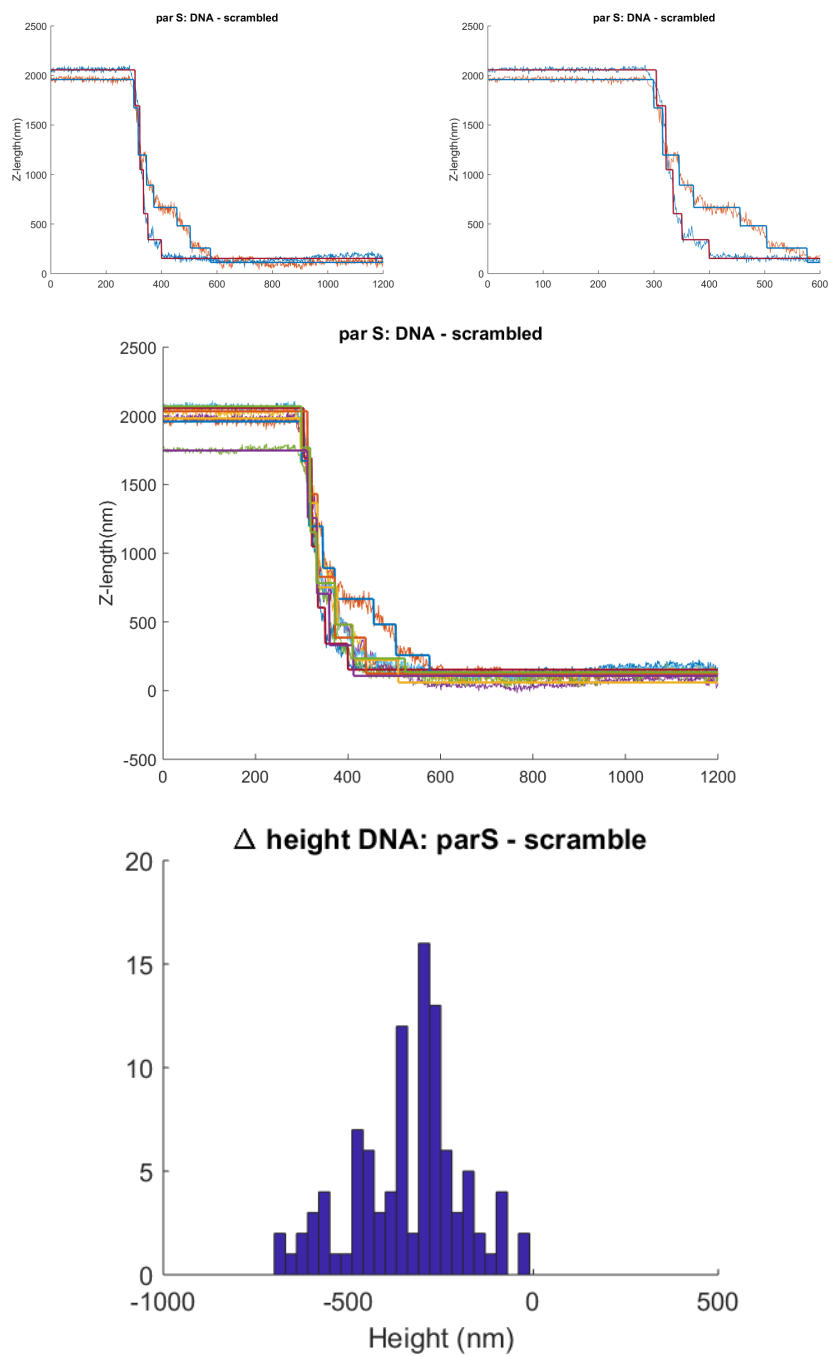 par S: DNA - scrambled
2500
2000
1500
1000
500
0
Z-length(nm)
0 200 400 600 800 1000 1200
par S: DNA - scrambled
2500
2000
1500
1000
500
0
Z-length(nm)
0 100 200 300 400 500 600
par S: DNA - scrambled
2500
2000
1500
1000
500
0
-500
Z-length(nm)
0 200 400 600 800 1000 1200
Δ height DNA: parS - scramble
20
15
10
5
0
-1000 -500 0 500
Height (nm)